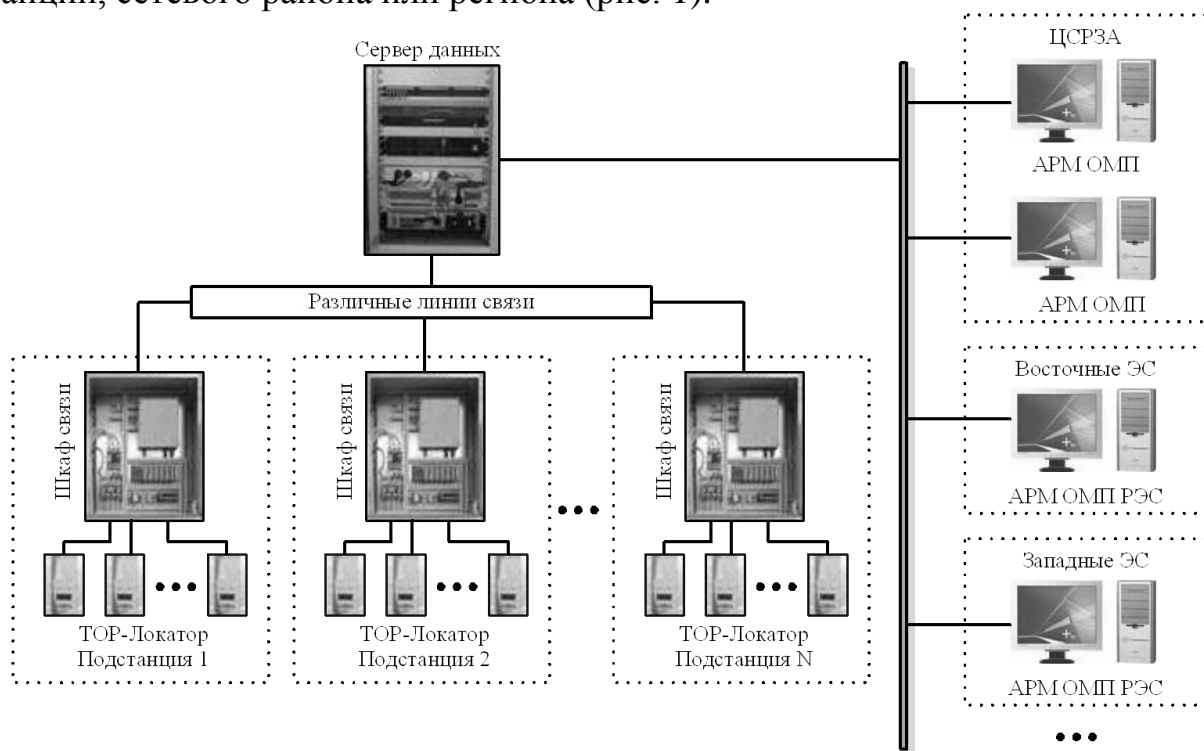 танции, сетевого района или региона (рис. 1).
Сервер данных
ЦСРЗА
АРМ ОМП
АРМ ОМП
Различные линии связи
Шкаф связи
ТОР-Локатор
Подстанция 1
Шкаф связи
ТОР-Локатор
Подстанция 2
Шкаф связи
ТОР-Локатор
Подстанция N
Восточные ЭС
АРМ ОМП РЭС
Западные ЭС
АРМ ОМП РЭС